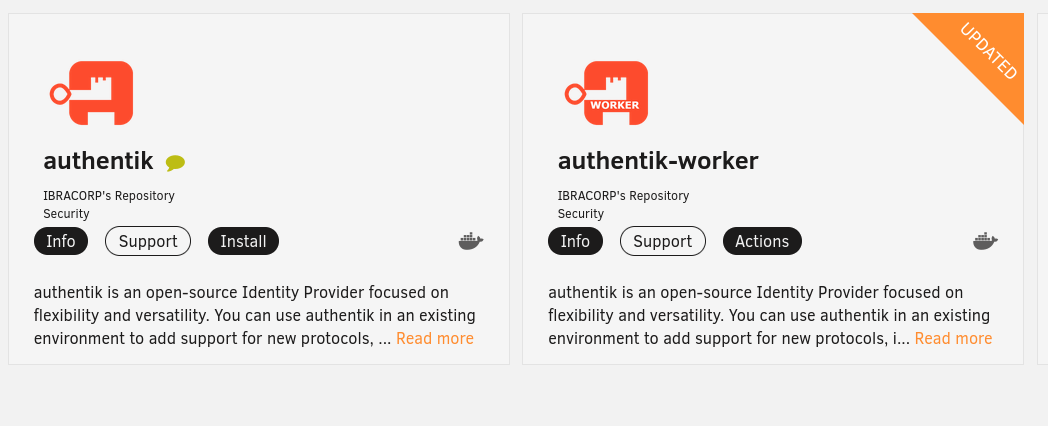 authentik
IBRACORP's Repository
Security
Info Support Install
authentik is an open-source Identity Provider focused on
flexibility and versatility. You can use authentik in an existing
environment to add support for new protocols, ... Read more
UPDATED
WORKER
authentik-worker
IBRACORP's Repository
Security
Info Support Actions
authentik is an open-source Identity Provider focused on
flexibility and versatility. You can use authentik in an existing
environment to add support for new protocols, i... Read more